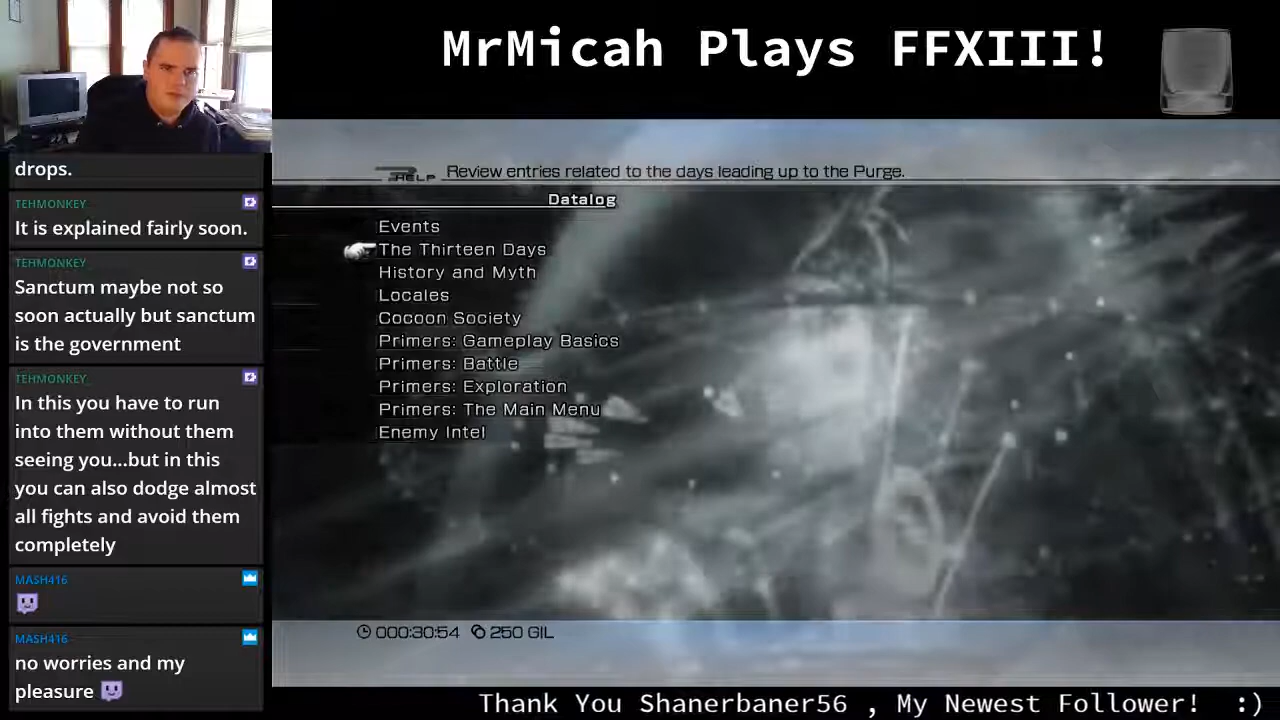 MrMicah Plays FFXIII!
drops.
TEHMONKEY_
It is explained fairly soon.
TEHMONKEY_
Sanctum maybe not so
soon actually but sanctum
is the government
TEHMONKEY_
In this you have to run
into them without them
seeing you...but in this
you can also dodge almost
all fights and avoid them
completely
MASH416
MASH416
no worries and my
pleasure
HELP Review entries related to the days leading up to the Purge.
Datalog
Events
The Thirteen Days
History and Myth
Locales
Cocoon Society
Primers: Gameplay Basics
Primers: Battle
Primers: Exploration
Primers: The Main Menu
Enemy Intel
000:30:54 250 GIL
Thank You Shanerbaner56 , My Newest Follower! :)